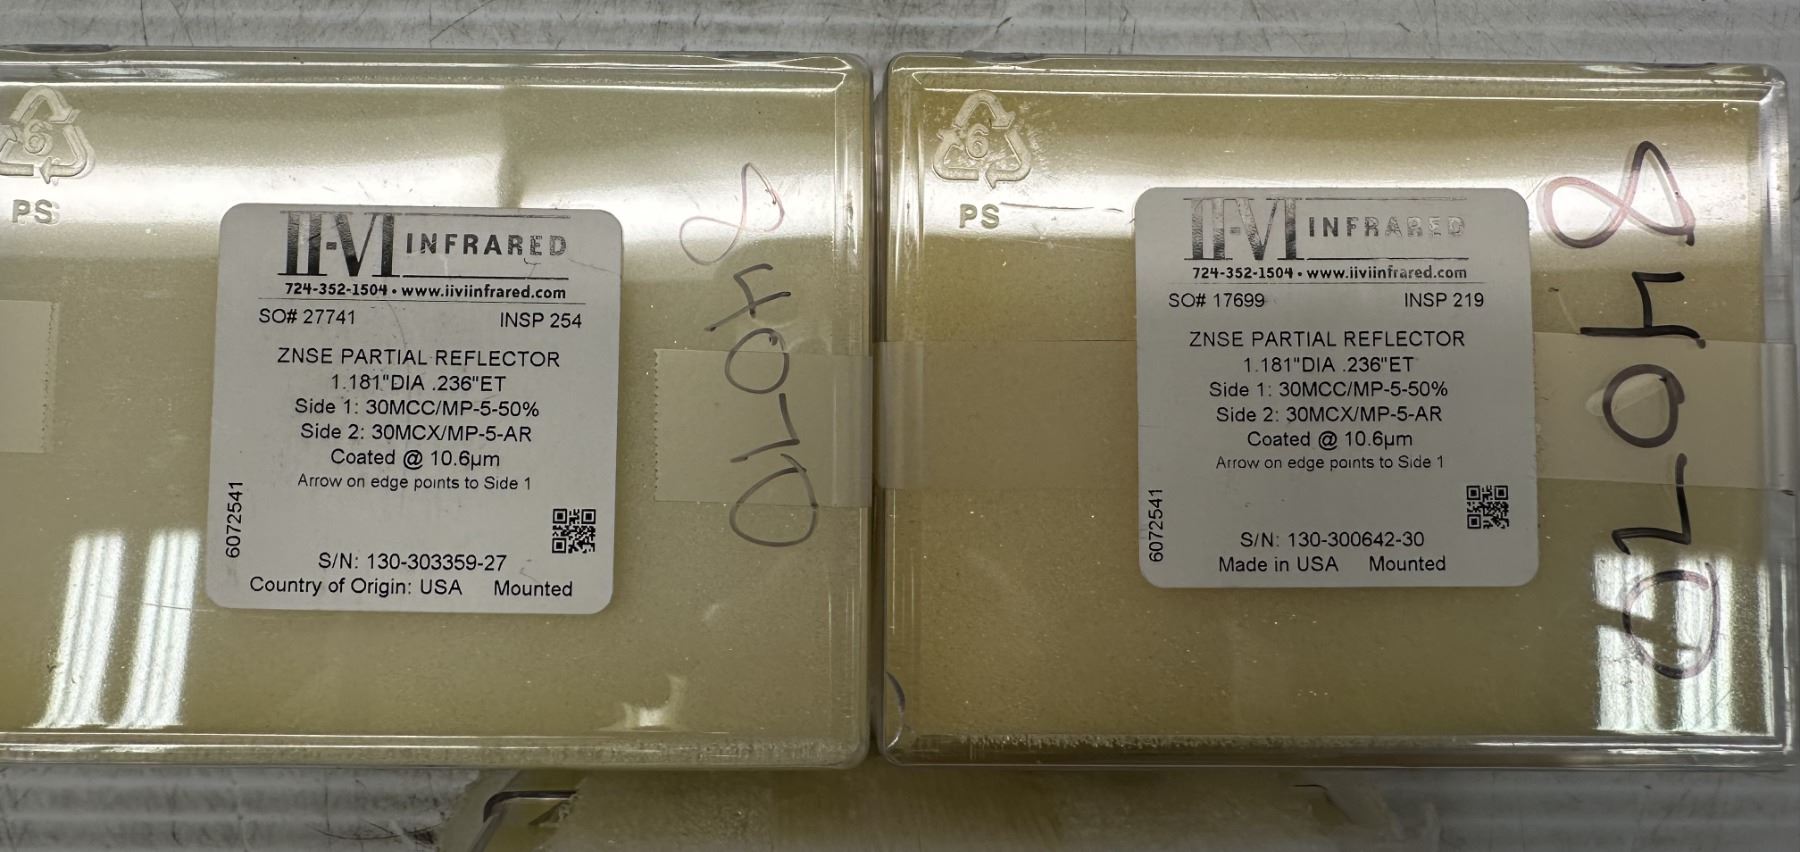 6
PS
II-VI INFRARED
724-352-1504 • www.iiviinfrared.com
SO# 27741 INSP 254
ZNSE PARTIAL REFLECTOR
1.181"DIA .236"ET
Side 1: 30MCC/MP-5-50%
Side 2: 30MCX/MP-5-AR
Coated @ 10.6µm
Arrow on edge points to Side 1
6072541
S/N: 130-303359-27
Country of Origin: USA Mounted
6
PS
II-VI INFRARED
724-352-1504 • www.iiviinfrared.com
SO# 17699 INSP 219
ZNSE PARTIAL REFLECTOR
1.181"DIA .236"ET
Side 1: 30MCC/MP-5-50%
Side 2: 30MCX/MP-5-AR
Coated @ 10.6µm
Arrow on edge points to Side 1
6072541
S/N: 130-300642-30
Made in USA Mounted